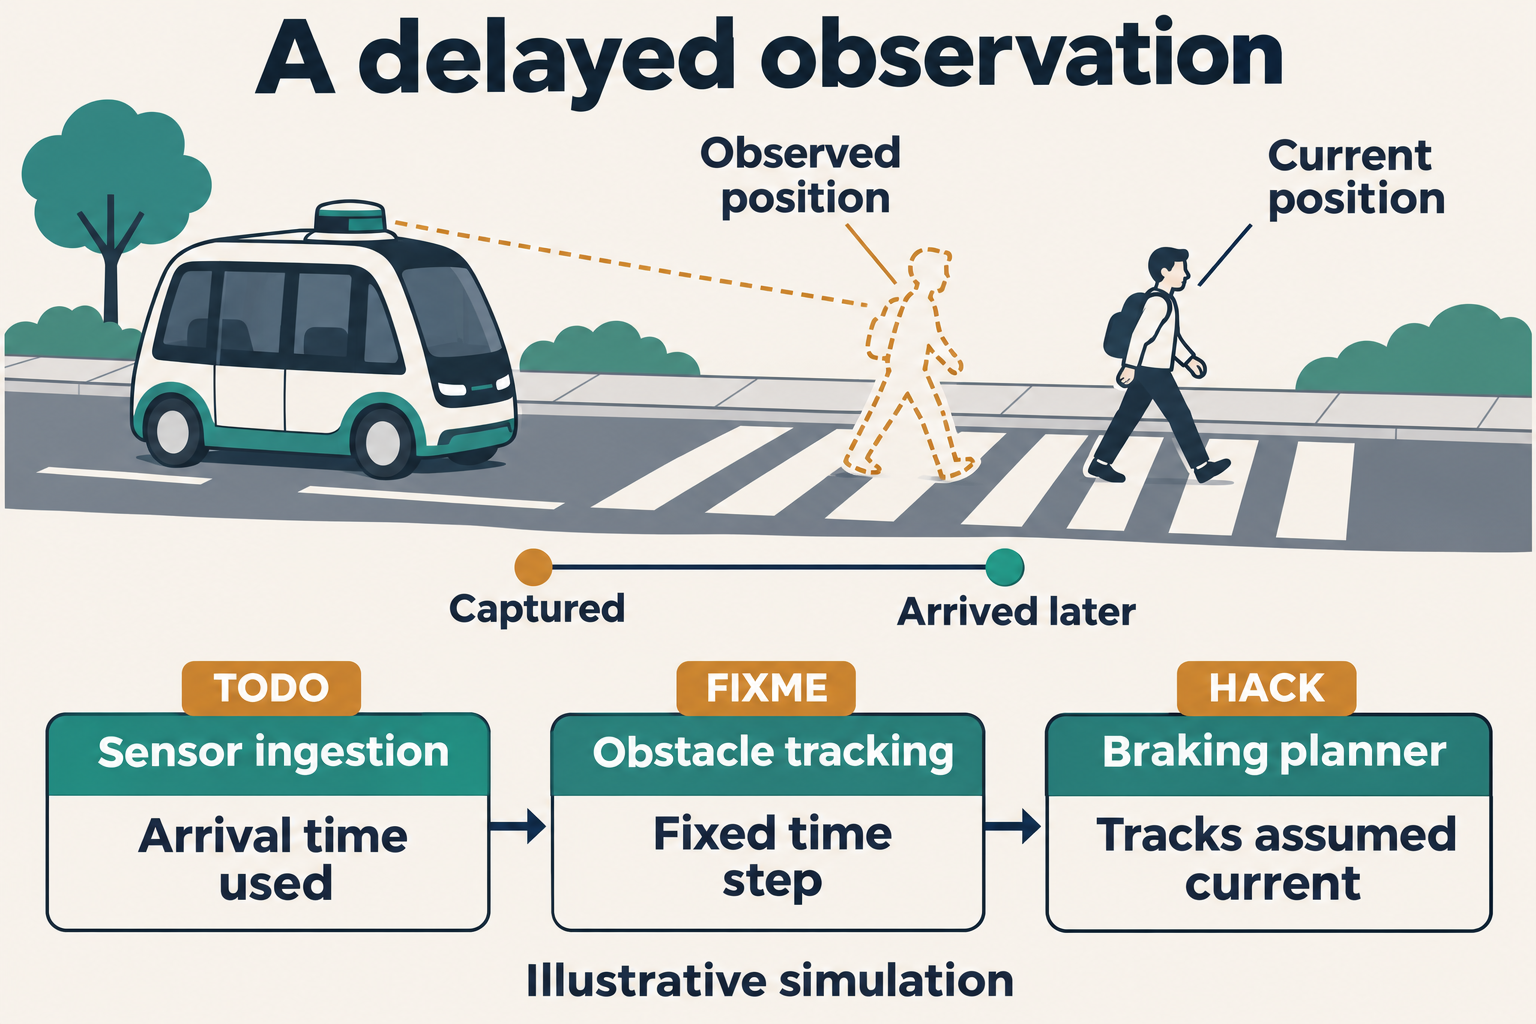 A delayed observation
Observed
position
Current
position
Captured
Arrived later
TODO
Sensor ingestion
Arrival time
used
FIXME
Obstacle tracking
Fixed time
step
HACK
Braking planner
Tracks assumed
current
Illustrative simulation